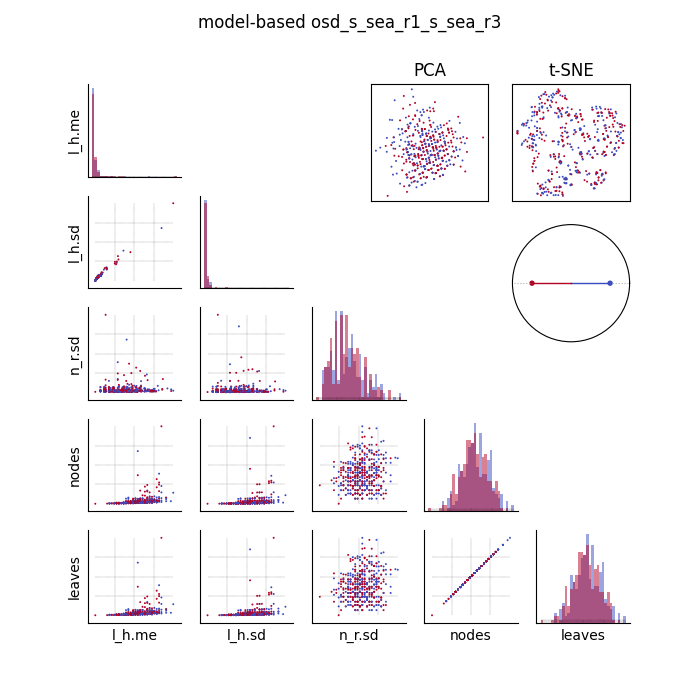 model-based osd_s_sea_r1_s_sea_r3
PCA
t-SNE
l_h.me
l_h.sd
n_r.sd
nodes
leaves
l_h.me
l_h.sd
n_r.sd
nodes
leaves